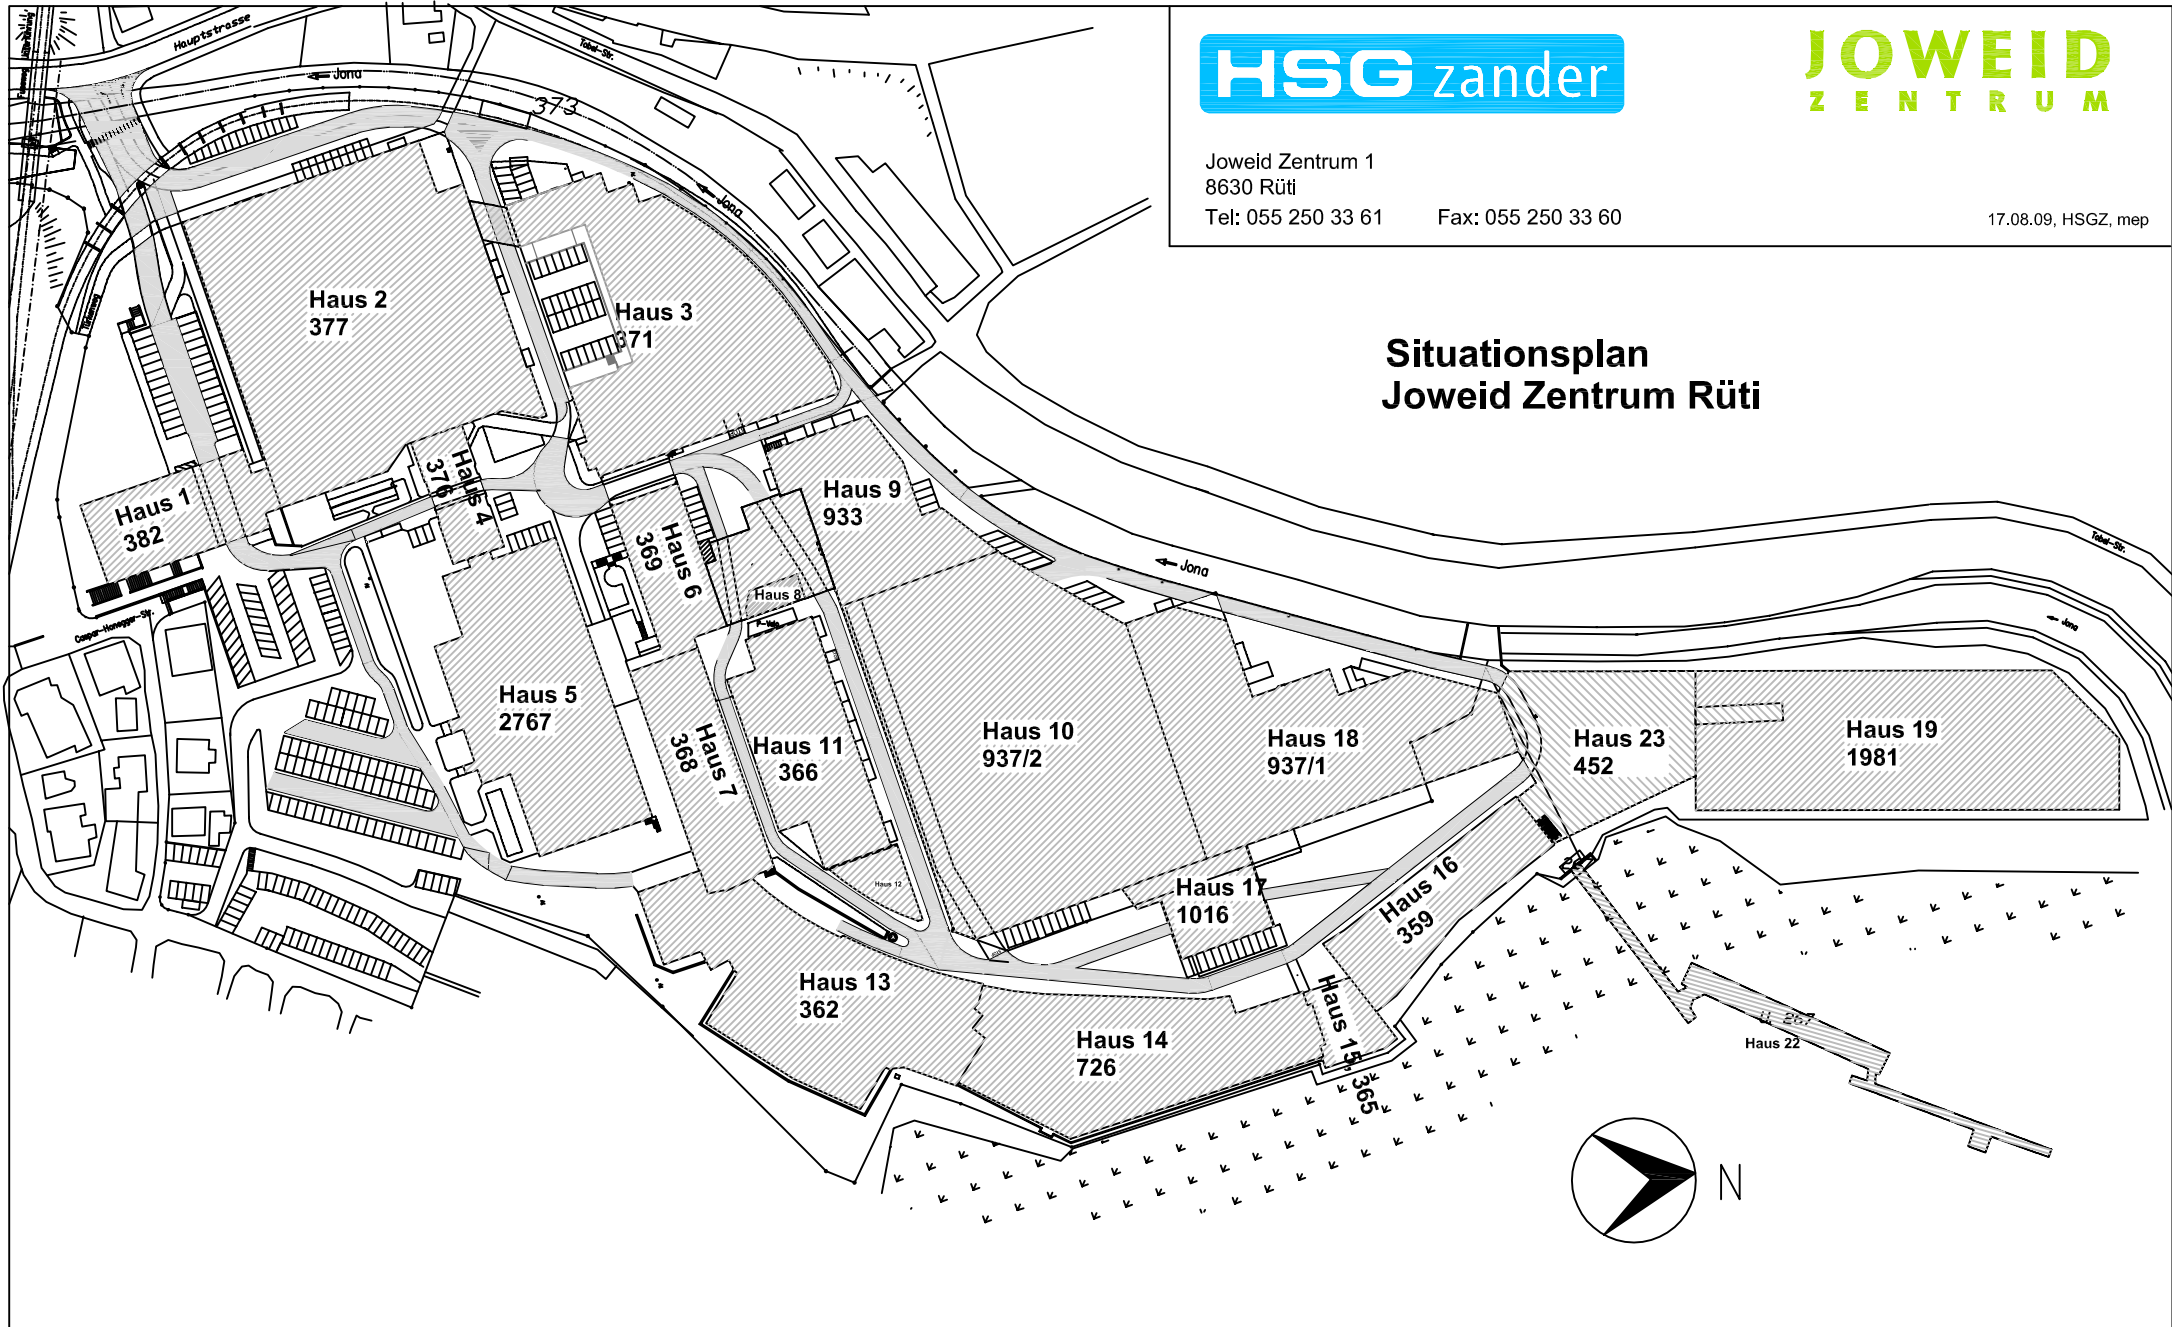 HSG zander
JOWEID
ZENTRUM
Joweid Zentrum 1
8630 Rüti
Tel: 055 250 33 61 Fax: 055 250 33 60
17.08.09, HSGZ, mep
Situationsplan
Joweid Zentrum Rüti
Hauptstrasse
Jona
Tobel-Str.
373
Jona
Haus 2
377
Haus 3
371
Haus 1
382
Haus 4
376
Haus 9
933
Haus 6
369
Haus 8
Caspar-Honegger-Str.
Jona
Tobel-Str.
Jona
Haus 5
2767
Haus 7
368
Haus 11
366
Haus 10
937/2
Haus 18
937/1
Haus 23
452
Haus 19
1981
Haus 12
Haus 17
1016
Haus 16
359
Haus 13
362
Haus 14
726
Haus 15, 365
Haus 22
N